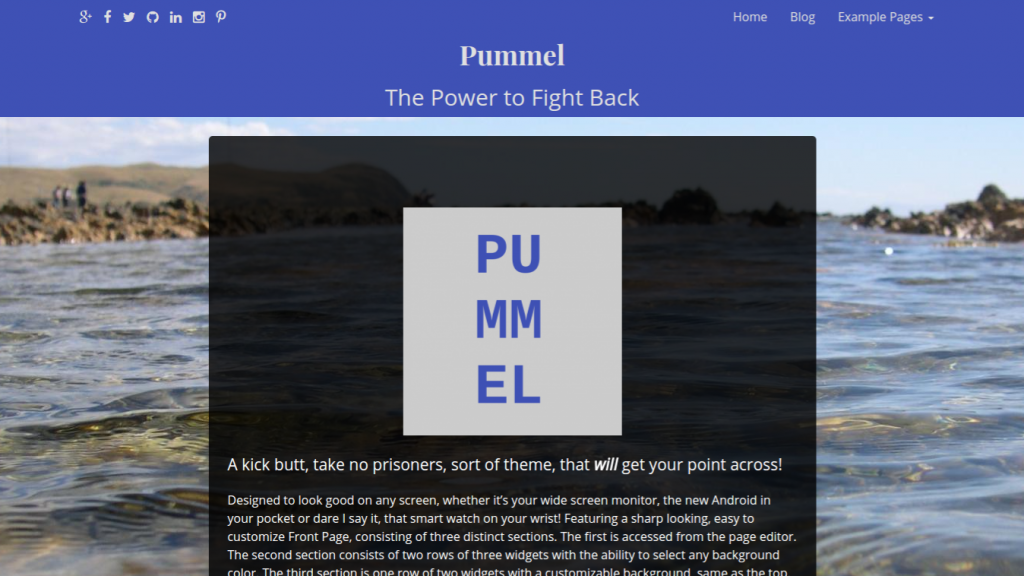 Home Blog Example Pages
Pummel
The Power to Fight Back
PU
MM
EL
A kick butt, take no prisoners, sort of theme, that will get your point across!
Designed to look good on any screen, whether it's your wide screen monitor, the new Android in
your pocket or dare I say it, that smart watch on your wrist! Featuring a sharp looking, easy to
customize Front Page, consisting of three distinct sections. The first is accessed from the page editor.
The second section consists of two rows of three widgets with the ability to select any background
color. The third section is one row of two widgets with a customizable background, same as the top